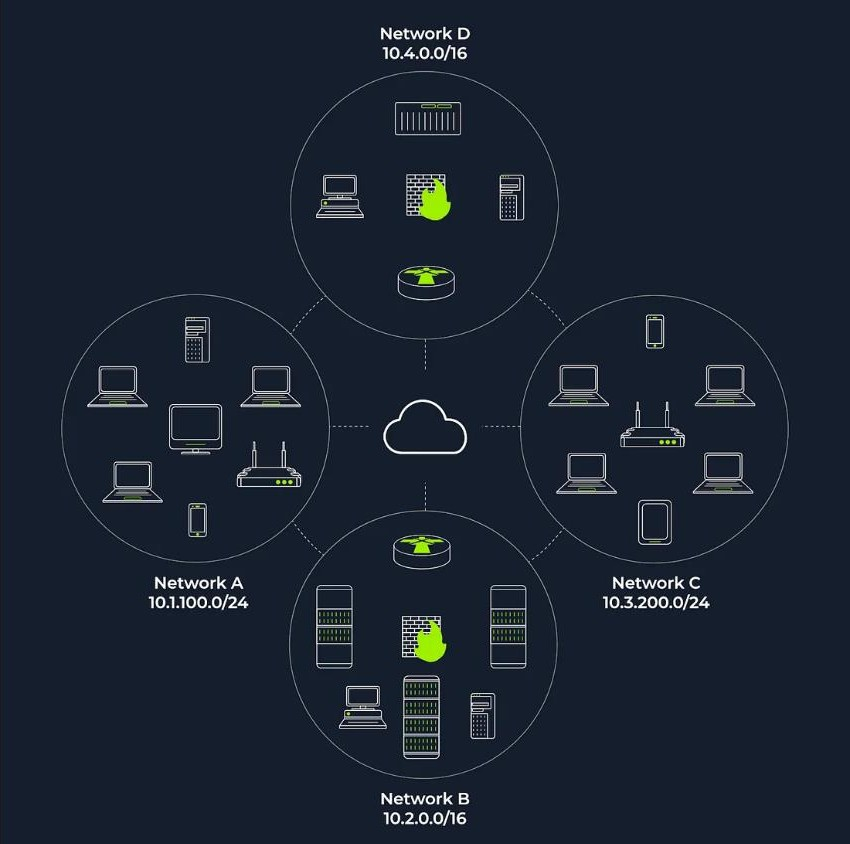 Network D
10.4.0.0/16
Network A
10.1.100.0/24
Network C
10.3.200.0/24
Network B
10.2.0.0/16